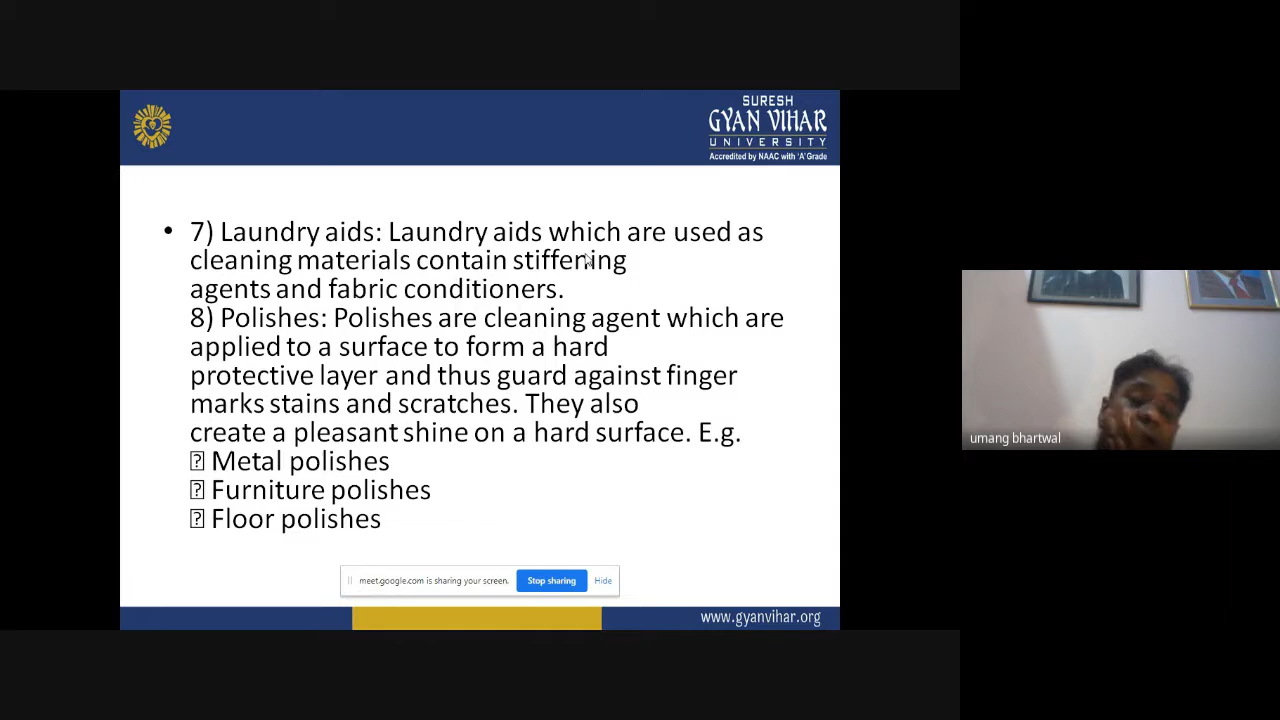 SURESH
GYAN VIHAR
UNIVERSITY
Accredited by NAAC with 'A' Grade
• 7) Laundry aids: Laundry aids which are used as
cleaning materials contain stiffening
agents and fabric conditioners.
8) Polishes: Polishes are cleaning agent which are
applied to a surface to form a hard
protective layer and thus guard against finger
marks stains and scratches. They also
create a pleasant shine on a hard surface. E.g.
⍰ Metal polishes
⍰ Furniture polishes
⍰ Floor polishes
meet.google.com is sharing your screen. Stop sharing Hide
www.gyanvihar.org
umang bhartwal